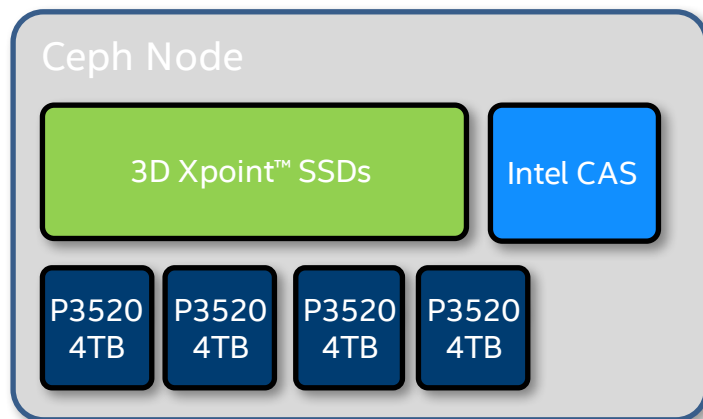 Ceph Node
3D Xpoint™ SSDs
Intel CAS
P3520
4TB
P3520
4TB
P3520
4TB
P3520
4TB